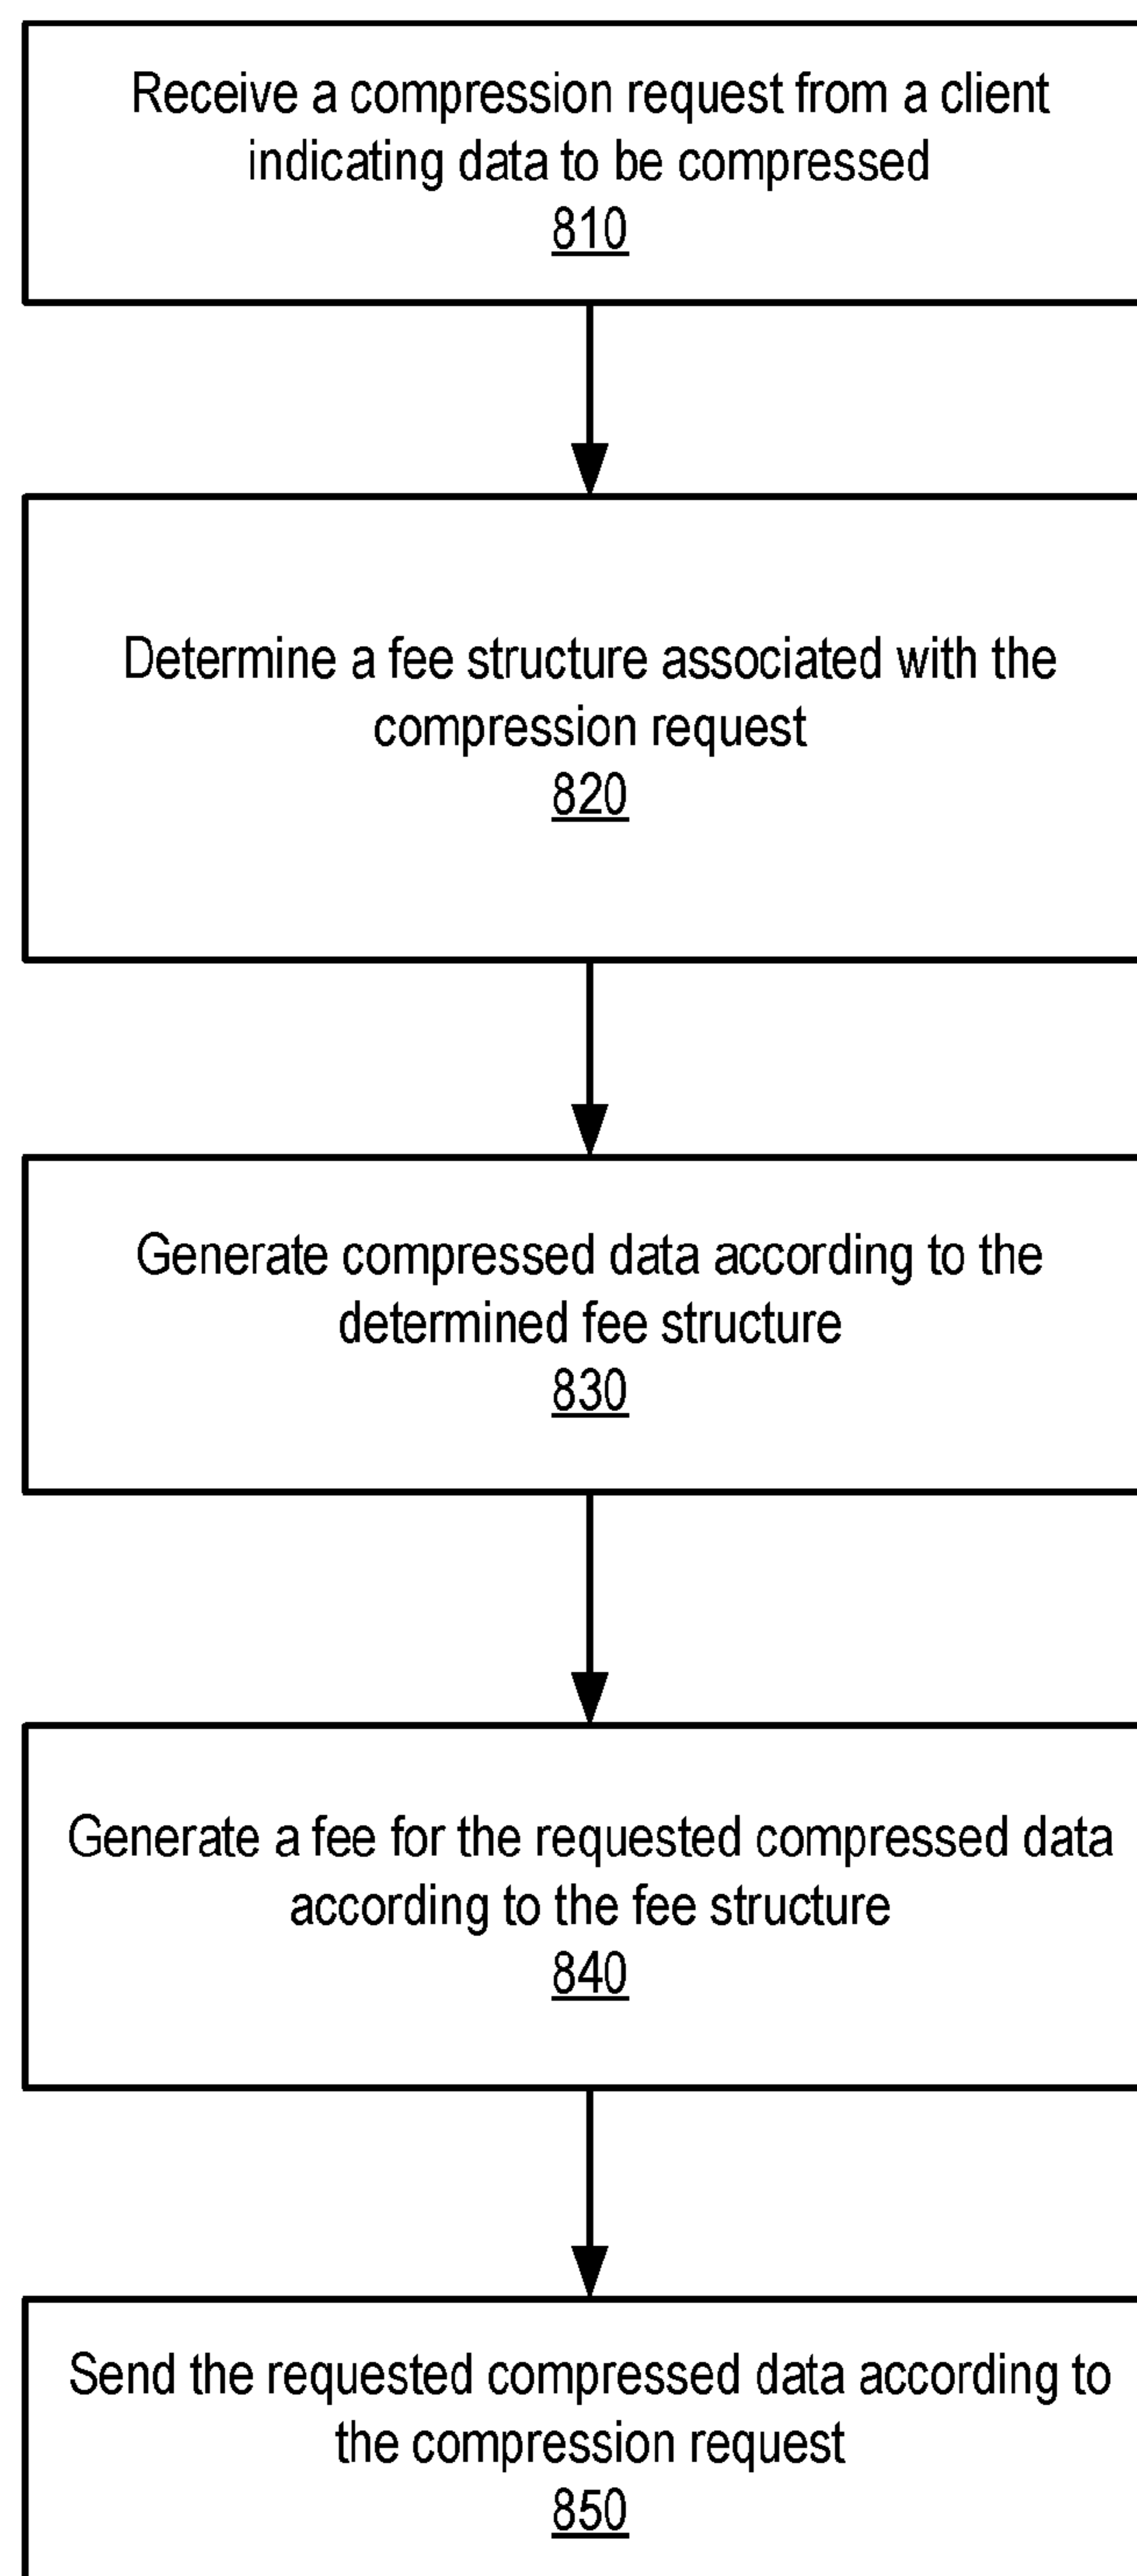 Receive a compression request from a client
indicating data to be compressed
810
Determine a fee structure associated with the
compression request
820
Generate compressed data according to the
determined fee structure
830
Generate a fee for the requested compressed data
according to the fee structure
840
Send the requested compressed data according to
the compression request
850